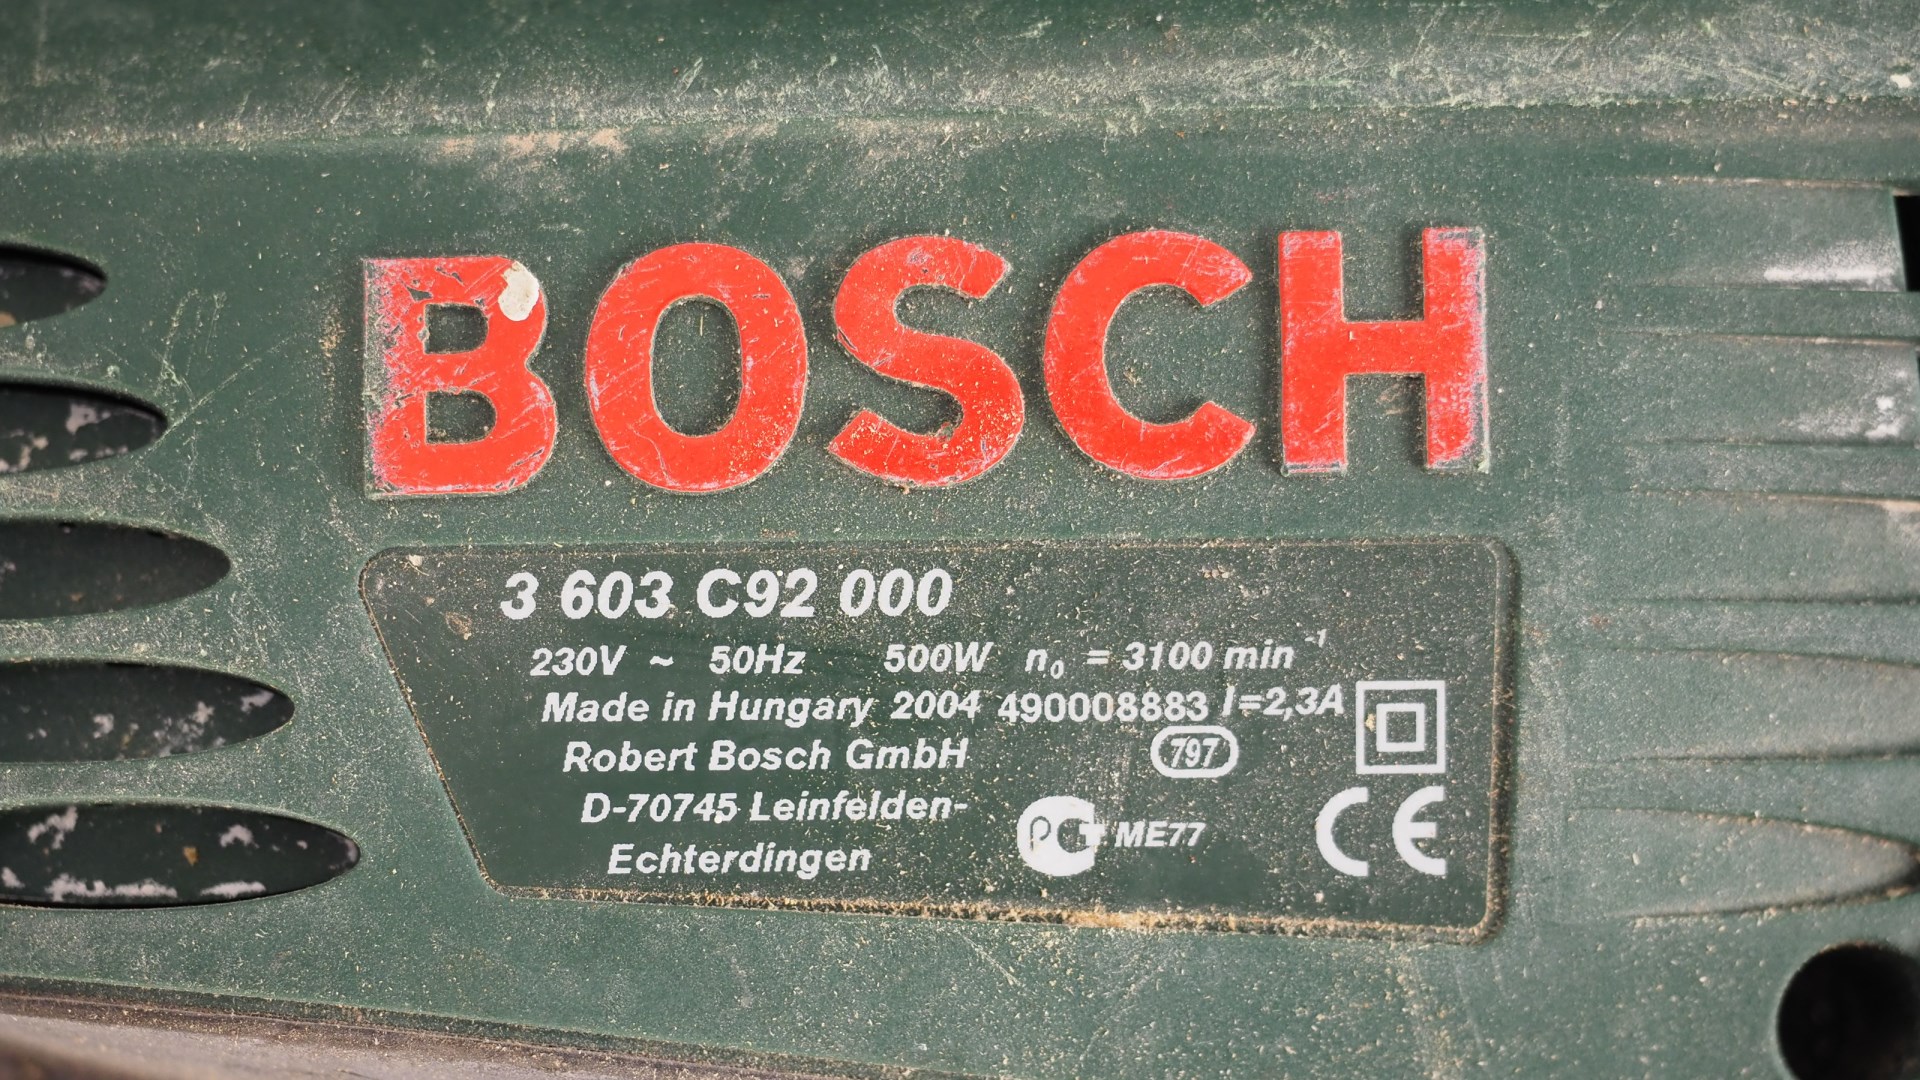 BOSCH
3 603 C92 000
230V ~ 50Hz 500W n₀ = 3100 min⁻¹
Made in Hungary 2004 490008883 I=2,3A
Robert Bosch GmbH 797
D-70745 Leinfelden-
Echterdingen
PCT ME77
CE